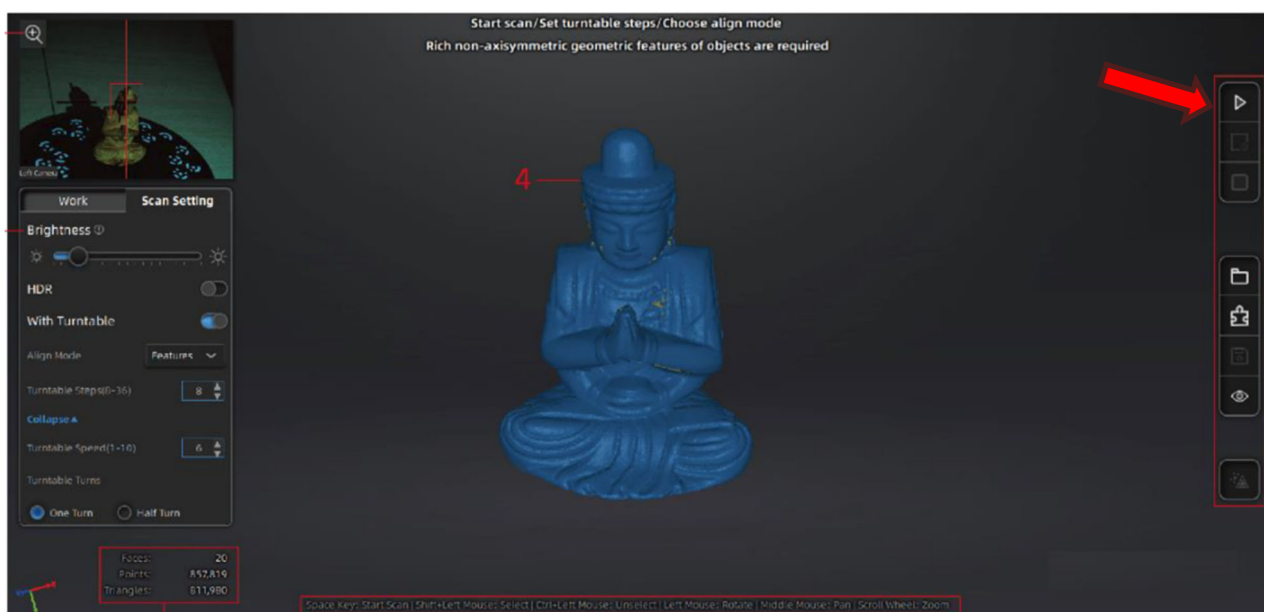 Start scan/Set turntable steps/Choose align mode
Rich non-axisymmetric geometric features of objects are required
Left Camera
4
Work Scan Setting
Brightness
HDR
With Turntable
Align Mode Features
Turntable Steps(8-36) 8
Collapse
Turntable Speed(1-10) 6
Turntable Turns
One Turn Half Turn
Faces: 20
Points: 857,819
Triangles: 811,980
Space Key: Start Scan | Shift+Left Mouse: Select | Ctrl+Left Mouse: Unselect | Left Mouse: Rotate | Middle Mouse: Pan | Scroll Wheel: Zoom